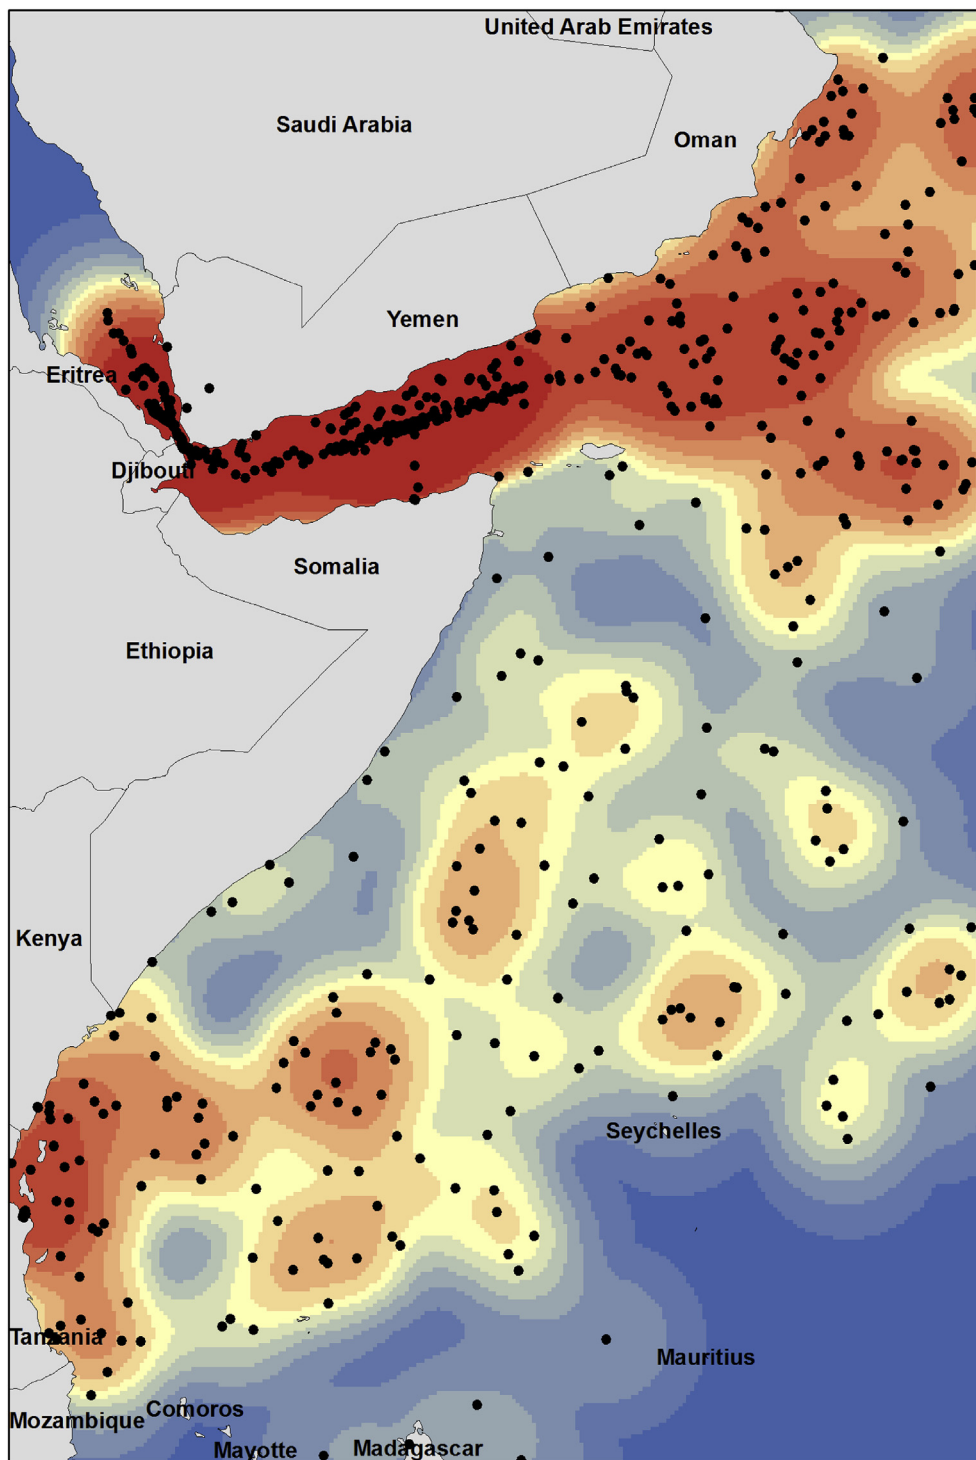 United Arab Emirates
Saudi Arabia
Oman
Yemen
Eritrea
Djibouti
Somalia
Ethiopia
Kenya
Seychelles
Tanzania
Mauritius
Comoros
Mozambique
Mayotte
Madagascar